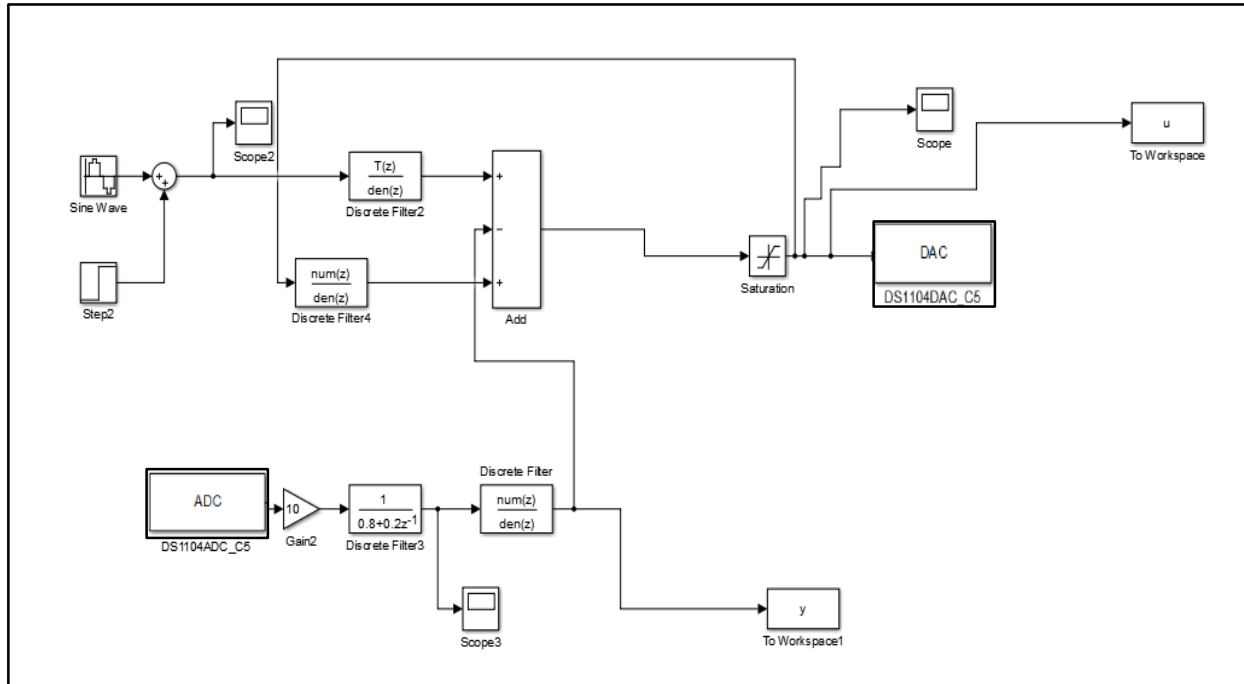 Scope2
Scope
u
To Workspace
Sine Wave
+
+
T(z)
den(z)
Discrete Filter2
+
−
+
Add
Step2
num(z)
den(z)
Discrete Filter4
Saturation
DAC
DS1104DAC_C5
ADC
DS1104ADC_C5
10
Gain2
1
0.8+0.2z⁻¹
Discrete Filter3
Discrete Filter
num(z)
den(z)
Scope3
y
To Workspace1